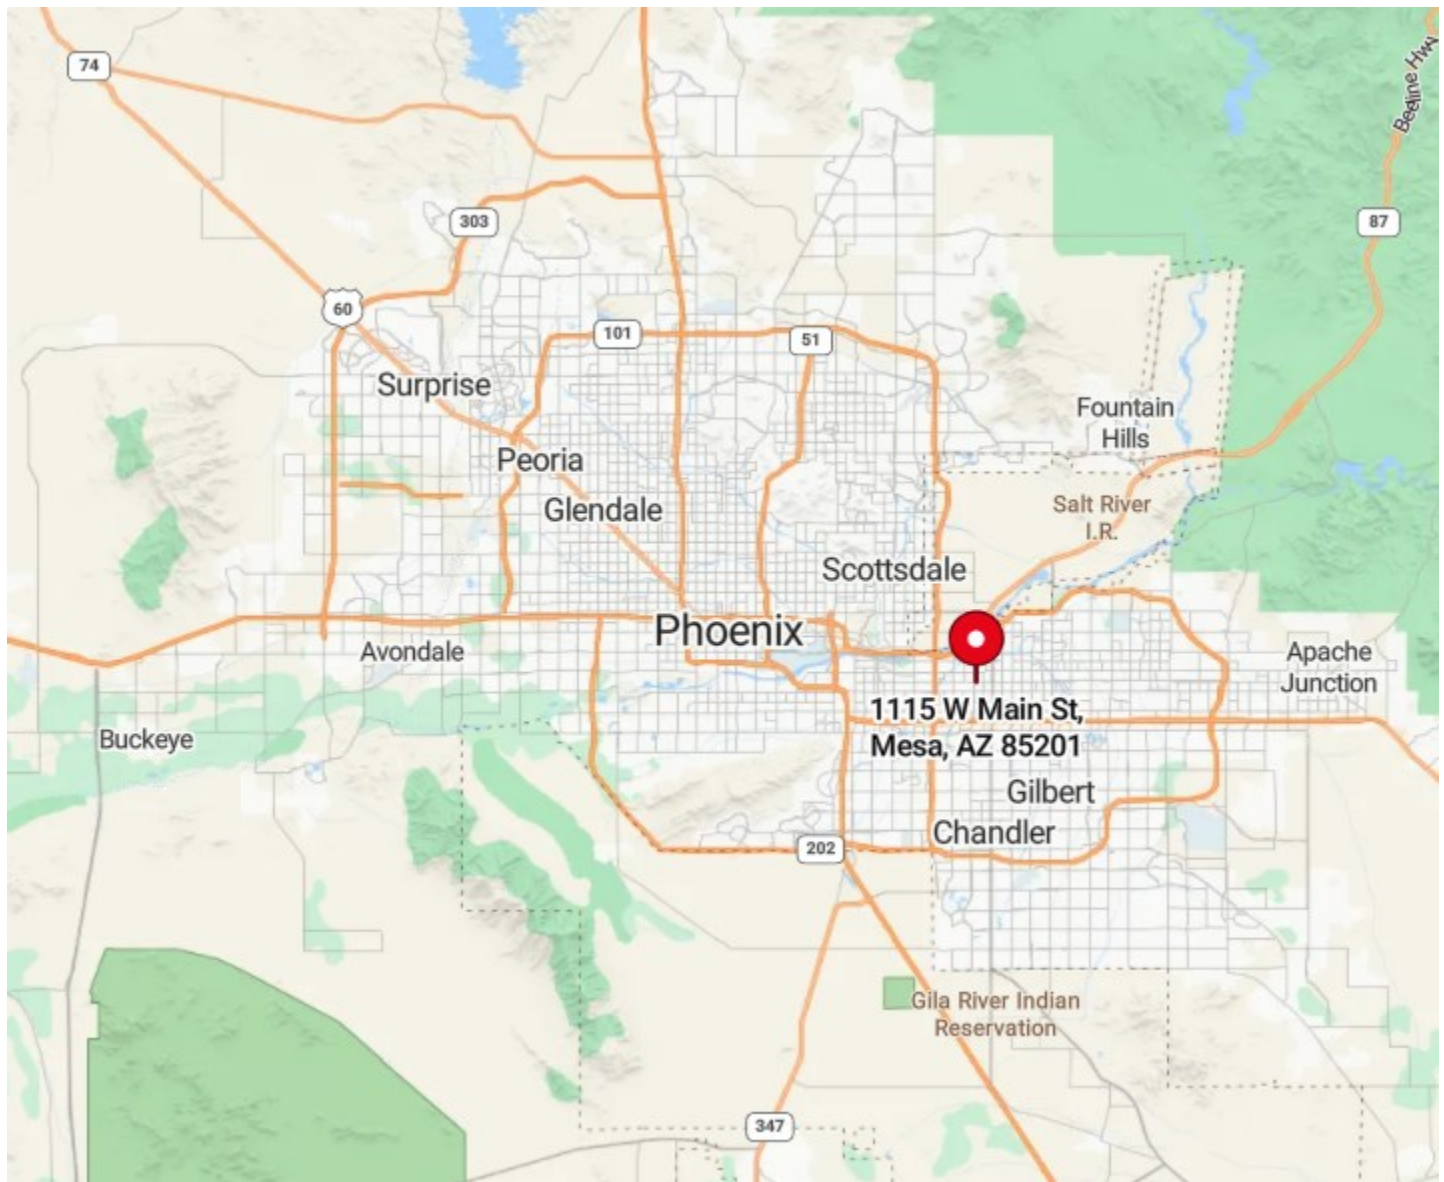 74
Beeline Hwy
303
87
60
101
51
Surprise
Fountain
Hills
Peoria
Glendale
Salt River
I.R.
Scottsdale
Phoenix
Avondale
Apache
Junction
1115 W Main St,
Mesa, AZ 85201
Buckeye
Gilbert
Chandler
202
Gila River Indian
Reservation
347